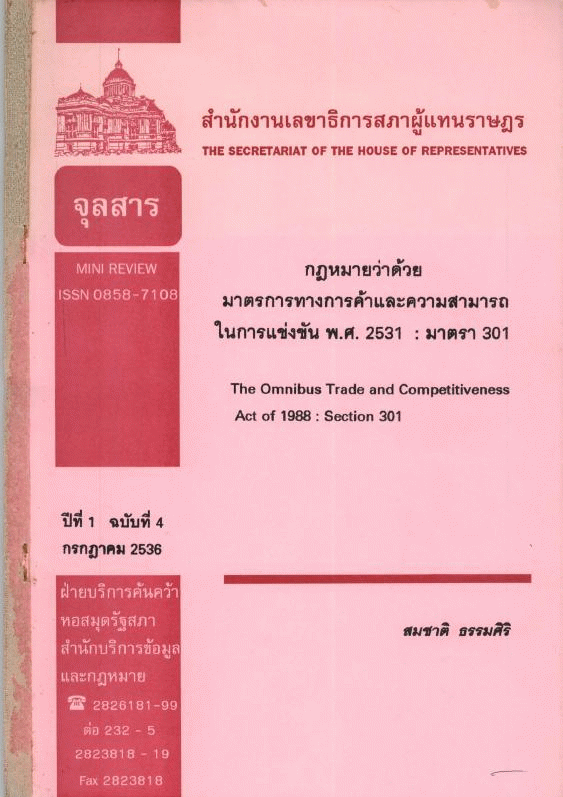 สำนักงานเลขาธิการสภาผู้แทนราษฎร
THE SECRETARIAT OF THE HOUSE OF REPRESENTATIVES
จุลสาร
MINI REVIEW
ISSN 0858-7108
กฎหมายว่าด้วย
มาตรการทางการค้าและความสามารถ
ในการแข่งขัน พ.ศ. 2531 : มาตรา 301
The Omnibus Trade and Competitiveness
Act of 1988 : Section 301
ปีที่ 1 ฉบับที่ 4
กรกฎาคม 2536
ฝ่ายบริการค้นคว้า
หอสมุดรัฐสภา
สำนักบริการข้อมูล
และกฎหมาย
☎ 2826181-99
ต่อ 232 - 5
2823818 - 19
Fax 2823818
สมชาติ ธรรมศิริ